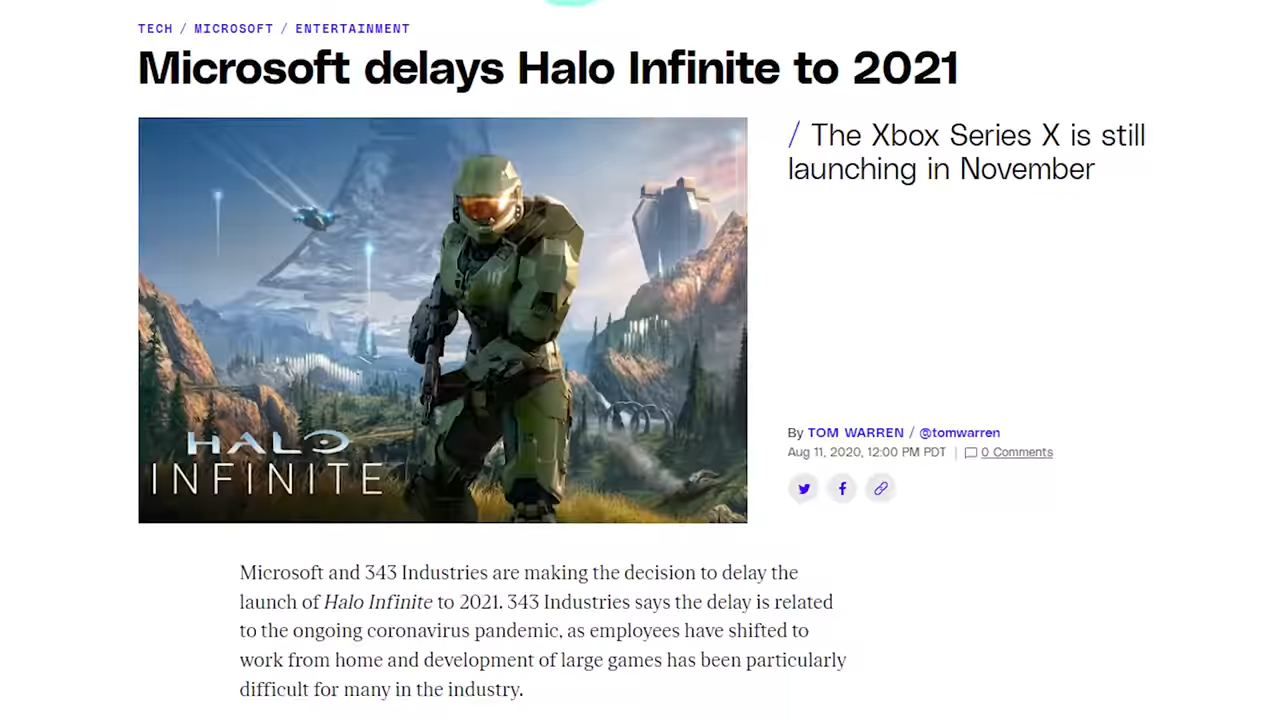 TECH / MICROSOFT / ENTERTAINMENT
Microsoft delays Halo Infinite to 2021
/ The Xbox Series X is still
launching in November
HALO
INFINITE
By TOM WARREN / @tomwarren
Aug 11, 2020, 12:00 PM PDT | 0 Comments
Microsoft and 343 Industries are making the decision to delay the
launch of Halo Infinite to 2021. 343 Industries says the delay is related
to the ongoing coronavirus pandemic, as employees have shifted to
work from home and development of large games has been particularly
difficult for many in the industry.